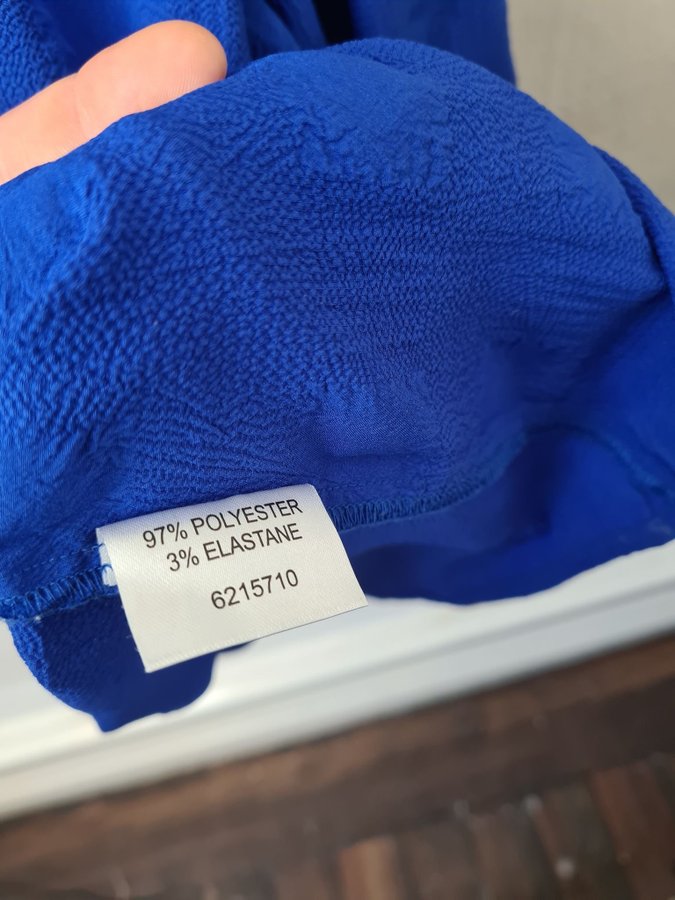 97% POLYESTER
3% ELASTANE
6215710